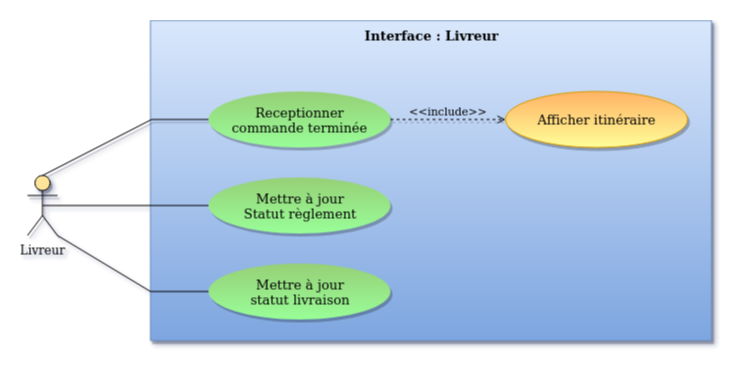 Interface : Livreur
Receptionner
commande terminée
<<include>>
Afficher itinéraire
Mettre à jour
Statut règlement
Livreur
Mettre à jour
statut livraison